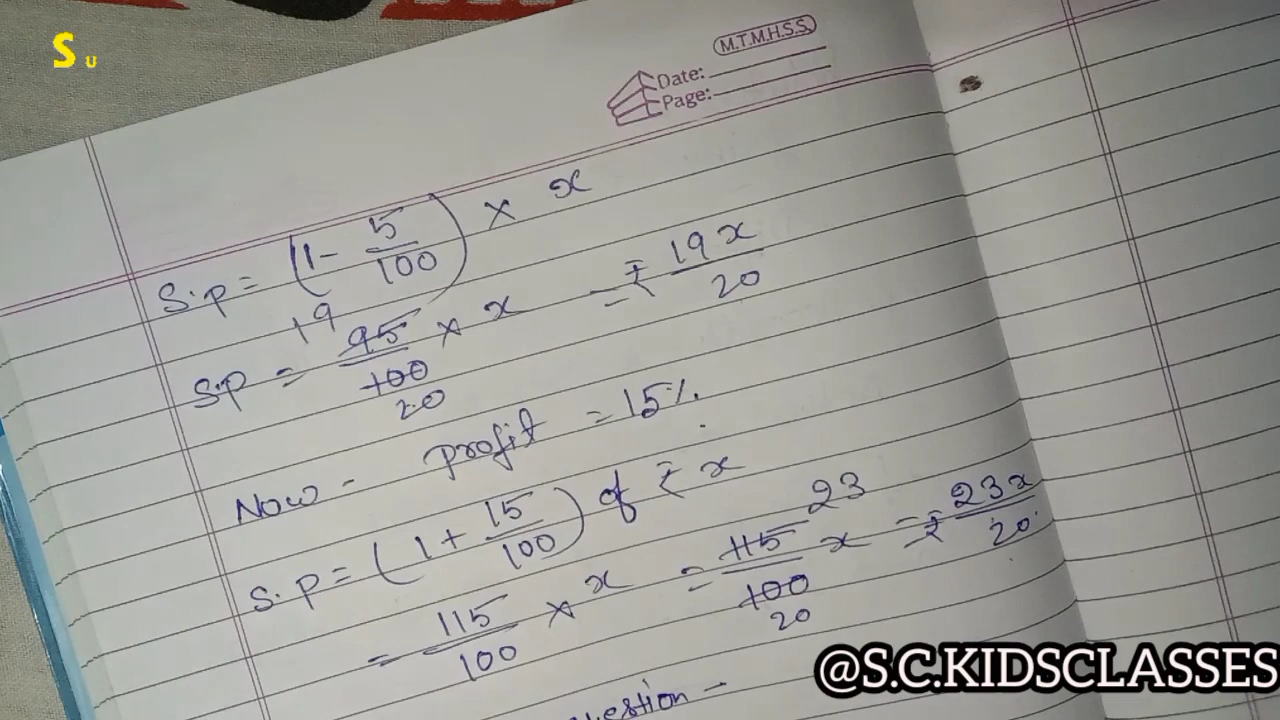 S U
M.T.M.H.S.S.
Date:
Page:
S.p = (1 - 5/100) × x
S.p = 95/100 × x = ₹ 19x/20
19
20
Now - profit = 15%.
S.p = (1 + 15/100) of ₹ x
= 115/100 × x = 115/100 x = ₹ 23x/20
23
20
@S.C.KIDSCLASSES